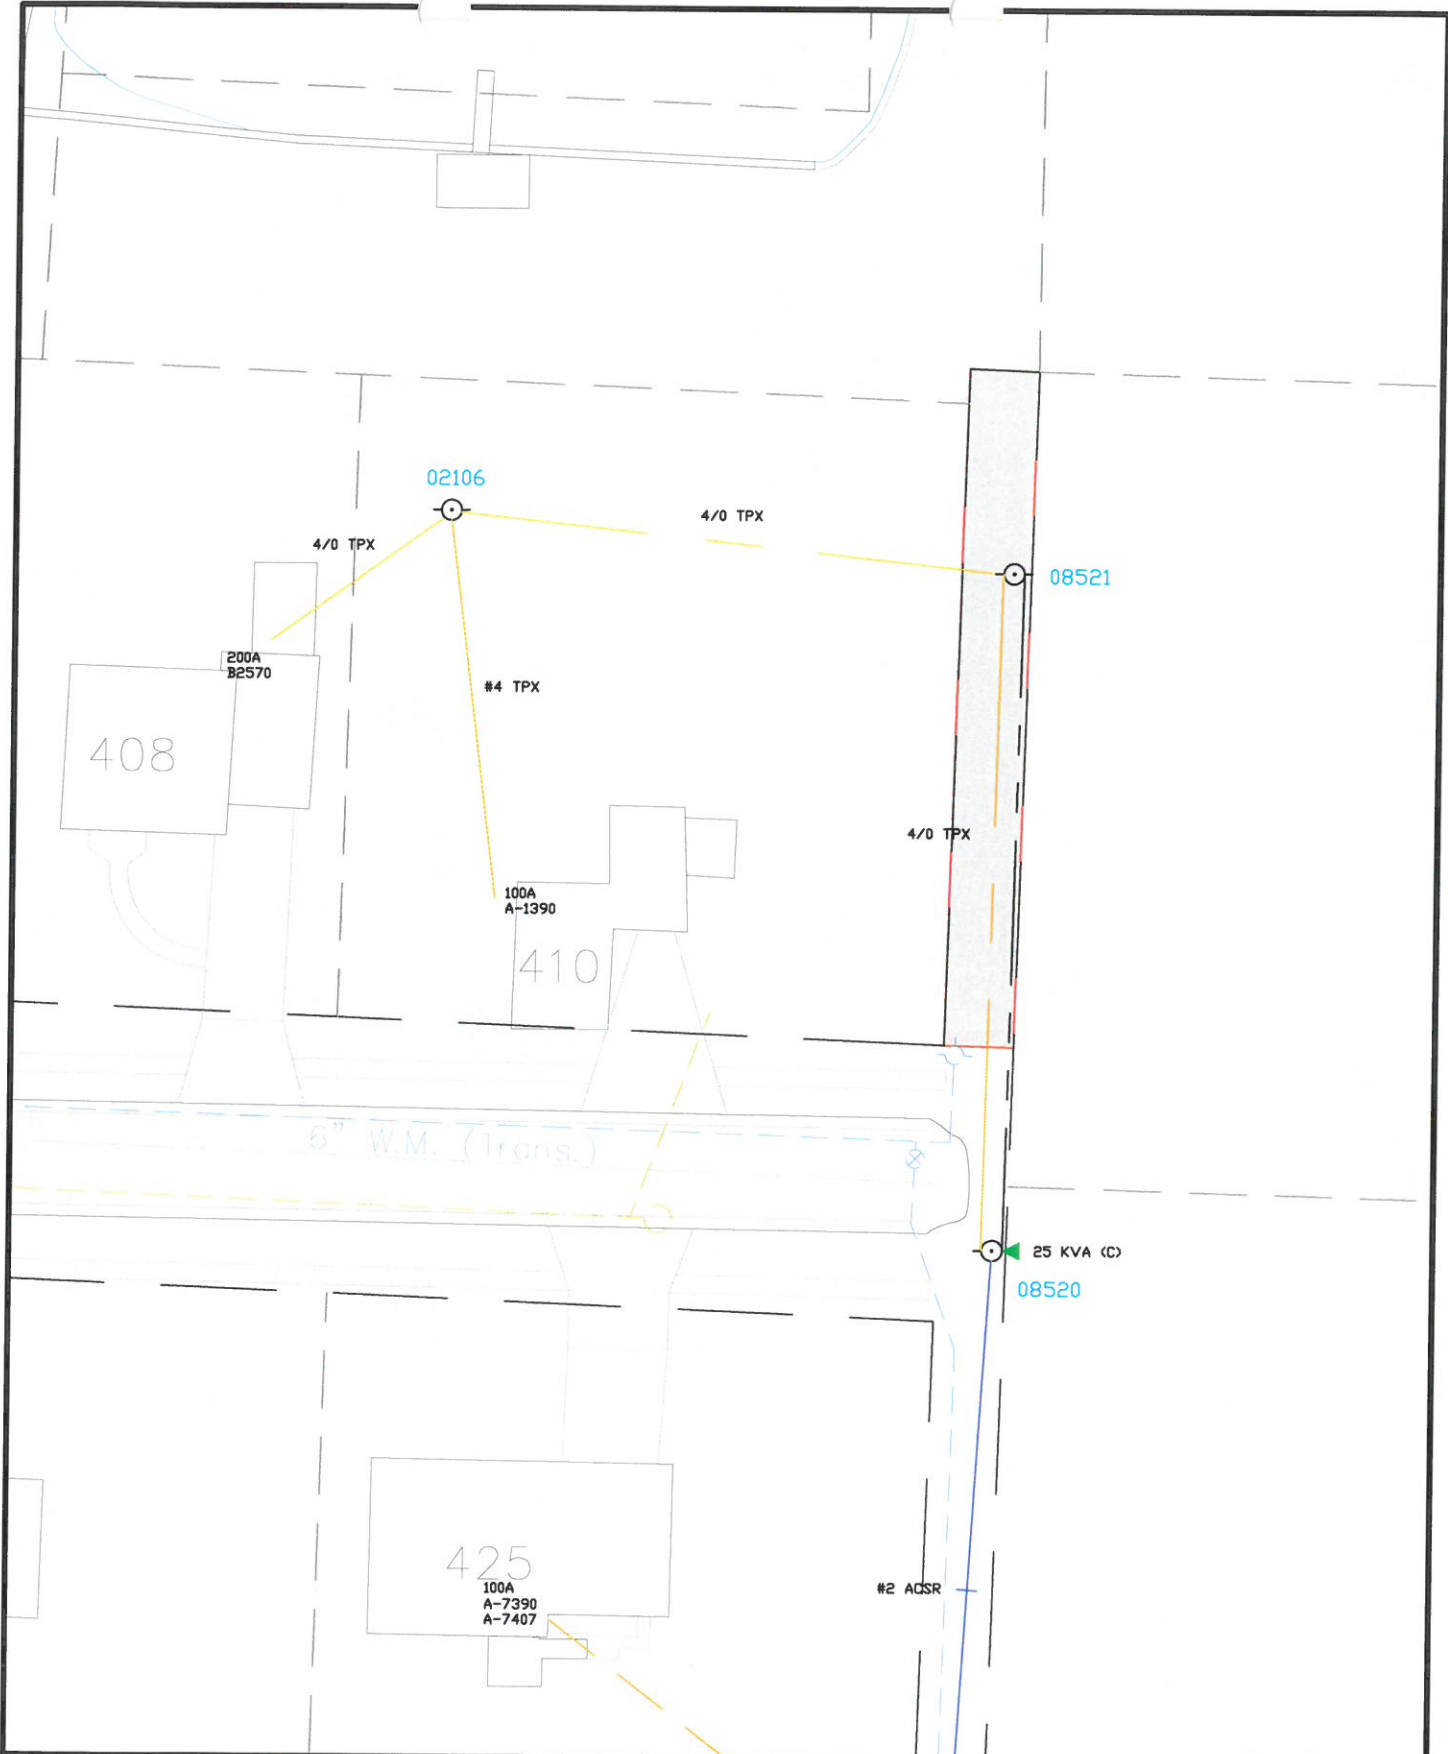 02106
4/0 TPX
4/0 TPX
08521
200A
B2570
#4 TPX
408
4/0 TPX
100A
A-1390
410
6" W.M. (Trans.)
25 KVA (C)
08520
425
100A
A-7390
A-7407
#2 ACSR